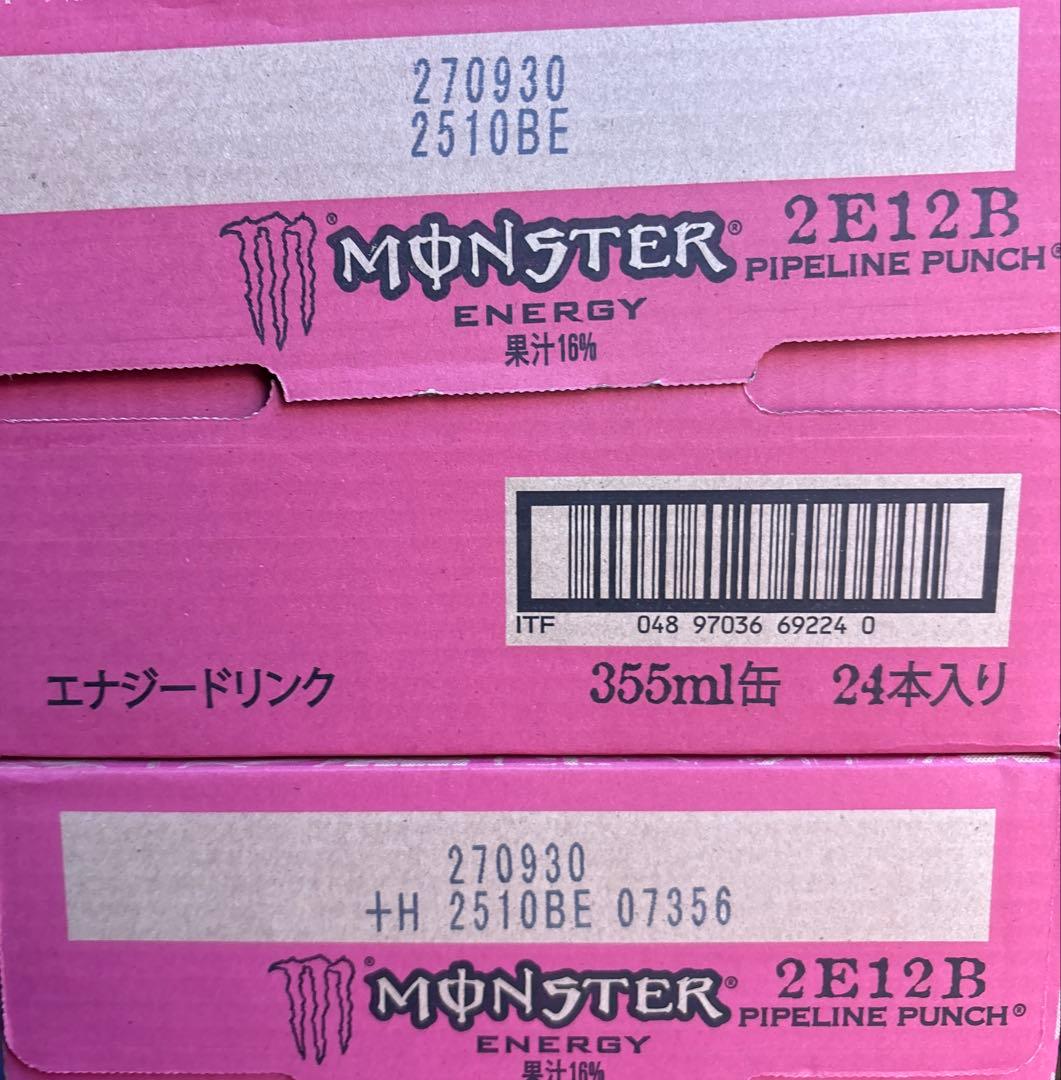 270930
2510BE
MONSTER® 2E12B
PIPELINE PUNCH®
ENERGY
果汁16%
ITF 048 97036 69224 0
エナジードリンク 355ml缶 24本入り
270930
+H 2510BE 07356
MONSTER® 2E12B
PIPELINE PUNCH®
ENERGY
果汁16%